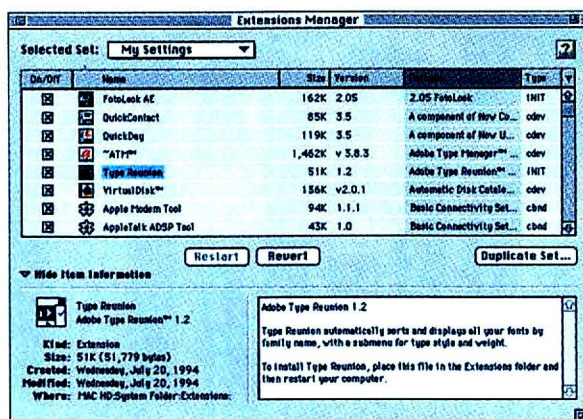 Extensions Manager
Selected Set: My Settings
On/Off Name Size Version Type
FotoLook AE 162K 2.05 2.05 FotoLook INIT
QuickContact 85K 3.5 A component of Now Co... cdev
QuickDay 119K 3.5 A component of Now U... cdev
~ATM™ 1,462K v 3.8.3 Adobe Type Manager™ ... cdev
Type Reunion 51K 1.2 Adobe Type Reunion™ ... INIT
VirtualDisk™ 136K v2.0.1 Automatic Disk Catalo... cdev
Apple Modem Tool 94K 1.1.1 Basic Connectivity Set... cbnd
AppleTalk ADSP Tool 43K 1.0 Basic Connectivity Set... cbnd
Restart Revert Duplicate Set...
Hide Item Information
Type Reunion
Adobe Type Reunion™ 1.2
Kind: Extension
Size: 51K (51,779 bytes)
Created: Wednesday, July 20, 1994
Modified: Wednesday, July 20, 1994
Where: MAC HD:System Folder:Extensions:
Adobe Type Reunion 1.2
Type Reunion automatically sorts and displays all your fonts by
family name, with a submenu for type style and weight.
To install Type Reunion, place this file in the Extensions folder and
then restart your computer.